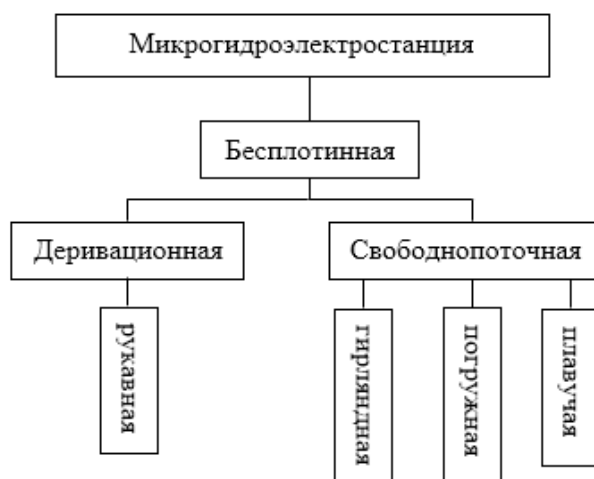 Микрогидроэлектростанция
Бесплотинная
Деривационная
Свободнопоточная
рукавная
гирляндная
погружная
плавучая